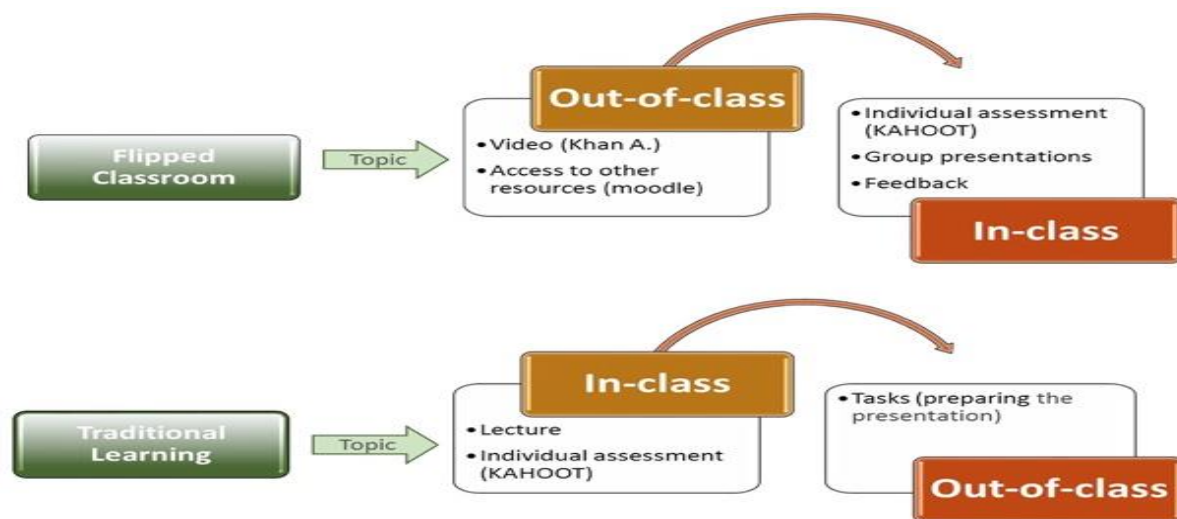 Out-of-class
• Video (Khan A.)
• Access to other
resources (moodle)
• Individual assessment
(KAHOOT)
• Group presentations
• Feedback
In-class
Flipped
Classroom
Topic
In-class
• Lecture
• Individual assessment
(KAHOOT)
• Tasks (preparing the
presentation)
Out-of-class
Traditional
Learning
Topic